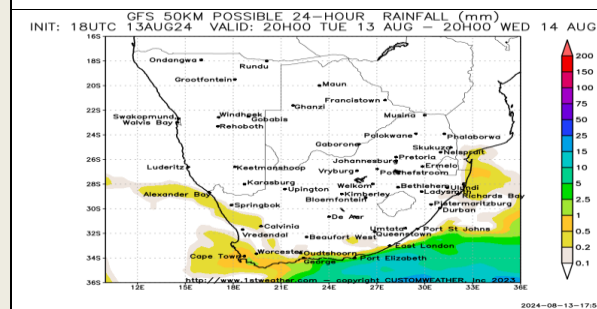 GFS 50KM POSSIBLE 24-HOUR RAINFALL (mm)
INIT: 18UTC 13AUG24 VALID: 20H00 TUE 13 AUG - 20H00 WED 14 AUG
16S
18S
20S
22S
24S
26S
28S
30S
32S
34S
36S
Ondangwa
Rundu
Grootfontein
Maun
Francistown
Ghanzi
Musina
Swakopmund
Windhoek
Gobabis
Walvis Bay
Rehoboth
Polokwane
Phalaborwa
Gaborone
Skukuza
Nelspruit
Johannesburg
Pretoria
Luderitz
Keetmanshoop
Vryburg
Potchefstroom
Ermelo
Karasburg
Upington
Welkom
Bethlehem
Ulundi
Alexander Bay
Kimberley
Ladysmith
Richards Bay
Springbok
Bloemfontein
Pietermaritzburg
Durban
De Aar
Calvinia
Umtata
Port St Johns
Vredendal
Beaufort West
Queenstown
East London
Cape Town
Worcester
Oudtshoorn
George
Port Elizabeth
http://www.1stweather.com - copyright CUSTOMWEATHER, Inc 2023
12E
15E
18E
21E
24E
27E
30E
33E
36E
200
150
100
75
50
25
15
10
5
2.5
1
0.5
0.2
0.1
2024-08-13-17:5